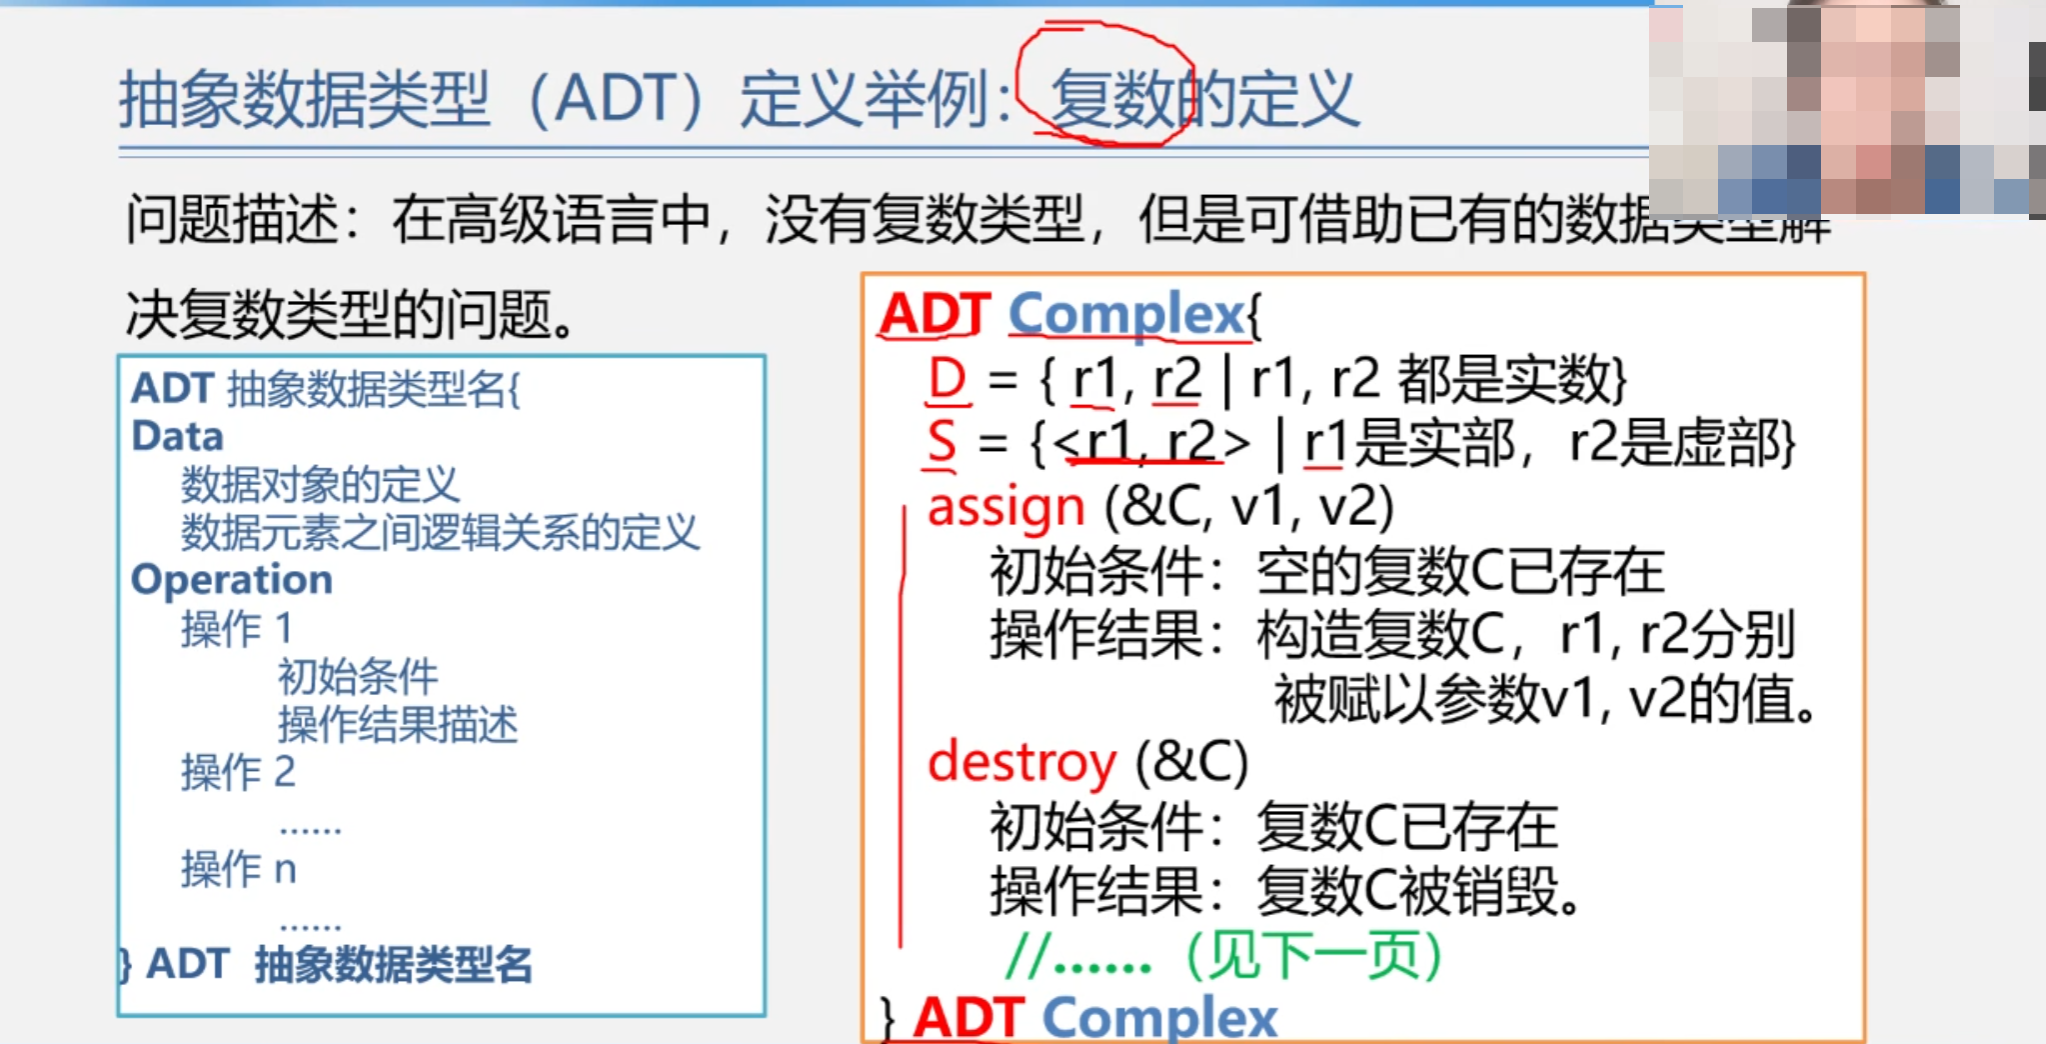 抽象数据类型（ADT）定义举例：复数的定义
问题描述：在高级语言中，没有复数类型，但是可借助已有的数据类型解
决复数类型的问题。
ADT 抽象数据类型名{
Data
数据对象的定义
数据元素之间逻辑关系的定义
Operation
操作 1
初始条件
操作结果描述
操作 2
......
操作 n
......
} ADT 抽象数据类型名
ADT Complex{
D = { r1, r2 | r1, r2 都是实数}
S = {<r1, r2> | r1是实部，r2是虚部}
assign (&C, v1, v2)
初始条件：空的复数C已存在
操作结果：构造复数C，r1, r2分别
被赋以参数v1, v2的值。
destroy (&C)
初始条件：复数C已存在
操作结果：复数C被销毁。
//......（见下一页）
} ADT Complex